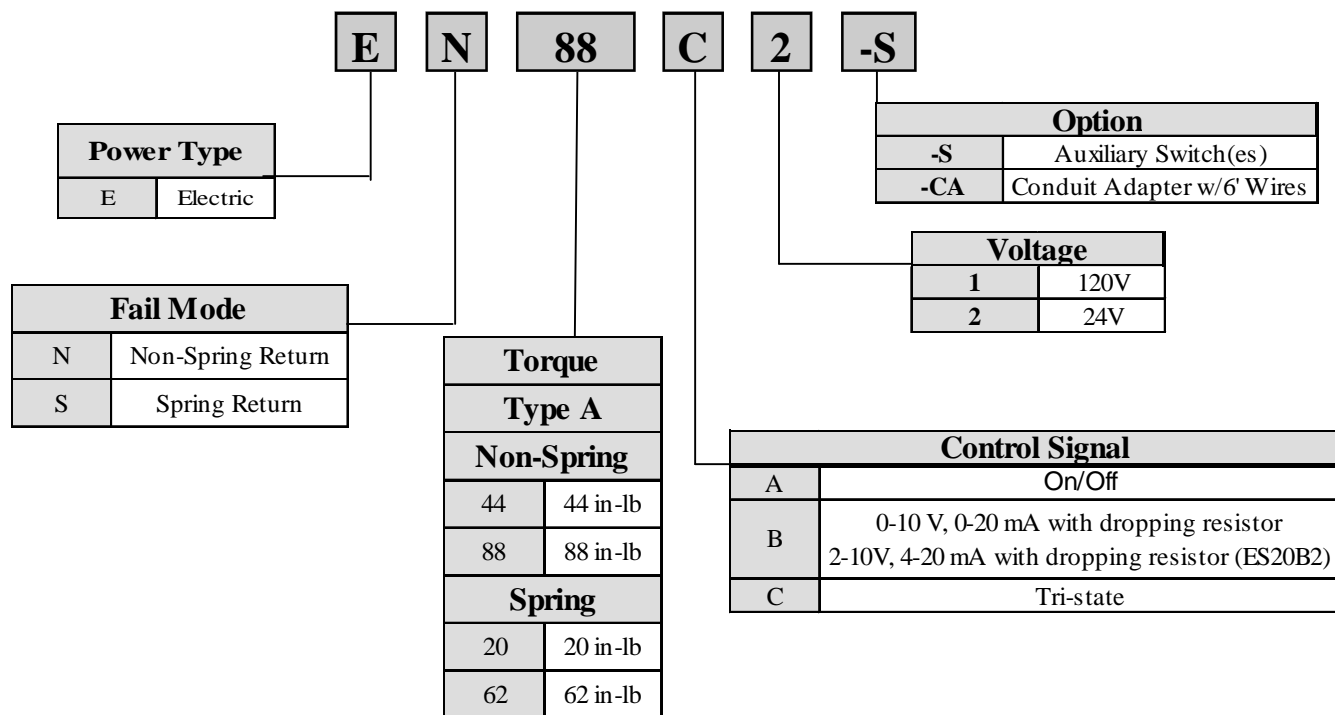 E N 88 C 2 -S
Power Type
E Electric
Fail Mode
N Non-Spring Return
S Spring Return
Torque
Type A
Non-Spring
44 44 in-lb
88 88 in-lb
Spring
20 20 in-lb
62 62 in-lb
Option
-S Auxiliary Switch(es)
-CA Conduit Adapter w/6' Wires
Voltage
1 120V
2 24V
Control Signal
A On/Off
B 0-10 V, 0-20 mA with dropping resistor
2-10V, 4-20 mA with dropping resistor (ES20B2)
C Tri-state